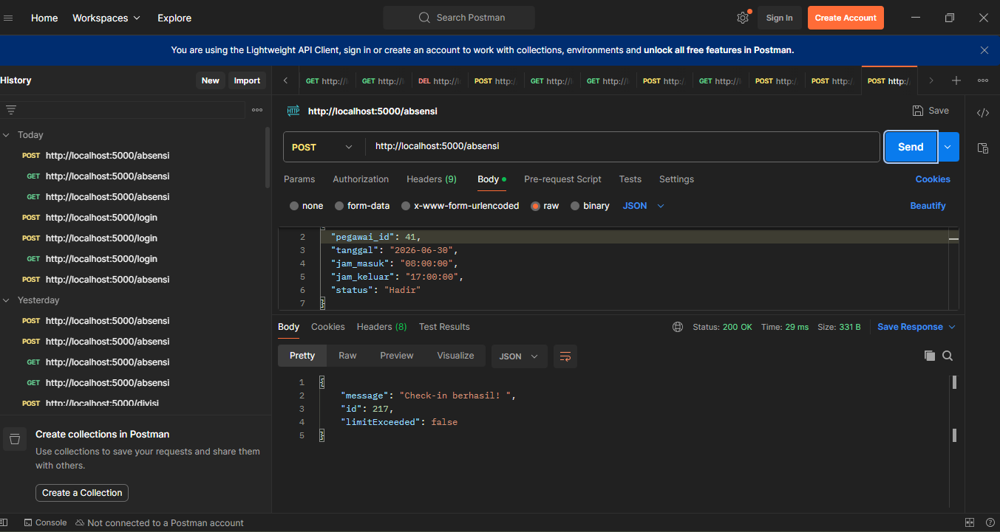 Home Workspaces Explore Search Postman Sign In Create Account
You are using the Lightweight API Client, sign in or create an account to work with collections, environments and unlock all free features in Postman.
History New Import
GET http://l GET http://l DEL http://l POST http:/ GET http://l GET http://l POST http:/ GET http://l POST http:/ POST http:/ POST http:/
HTTP http://localhost:5000/absensi Save
Today
POST http://localhost:5000/absensi
GET http://localhost:5000/absensi
GET http://localhost:5000/absensi
POST http://localhost:5000/login
POST http://localhost:5000/login
GET http://localhost:5000/login
POST http://localhost:5000/absensi
Yesterday
POST http://localhost:5000/absensi
POST http://localhost:5000/absensi
GET http://localhost:5000/absensi
GET http://localhost:5000/absensi
POST http://localhost:5000/divisi
Create collections in Postman
Use collections to save your requests and share them
with others.
Create a Collection
POST http://localhost:5000/absensi Send
Params Authorization Headers (9) Body Pre-request Script Tests Settings Cookies
none form-data x-www-form-urlencoded raw binary JSON Beautify
2 "pegawai_id": 41,
3 "tanggal": "2026-06-30",
4 "jam_masuk": "08:00:00",
5 "jam_keluar": "17:00:00",
6 "status": "Hadir"
7 }
Body Cookies Headers (8) Test Results Status: 200 OK Time: 29 ms Size: 331 B Save Response
Pretty Raw Preview Visualize JSON
1 {
2 "message": "Check-in berhasil! ",
3 "id": 217,
4 "limitExceeded": false
5 }
Console Not connected to a Postman account